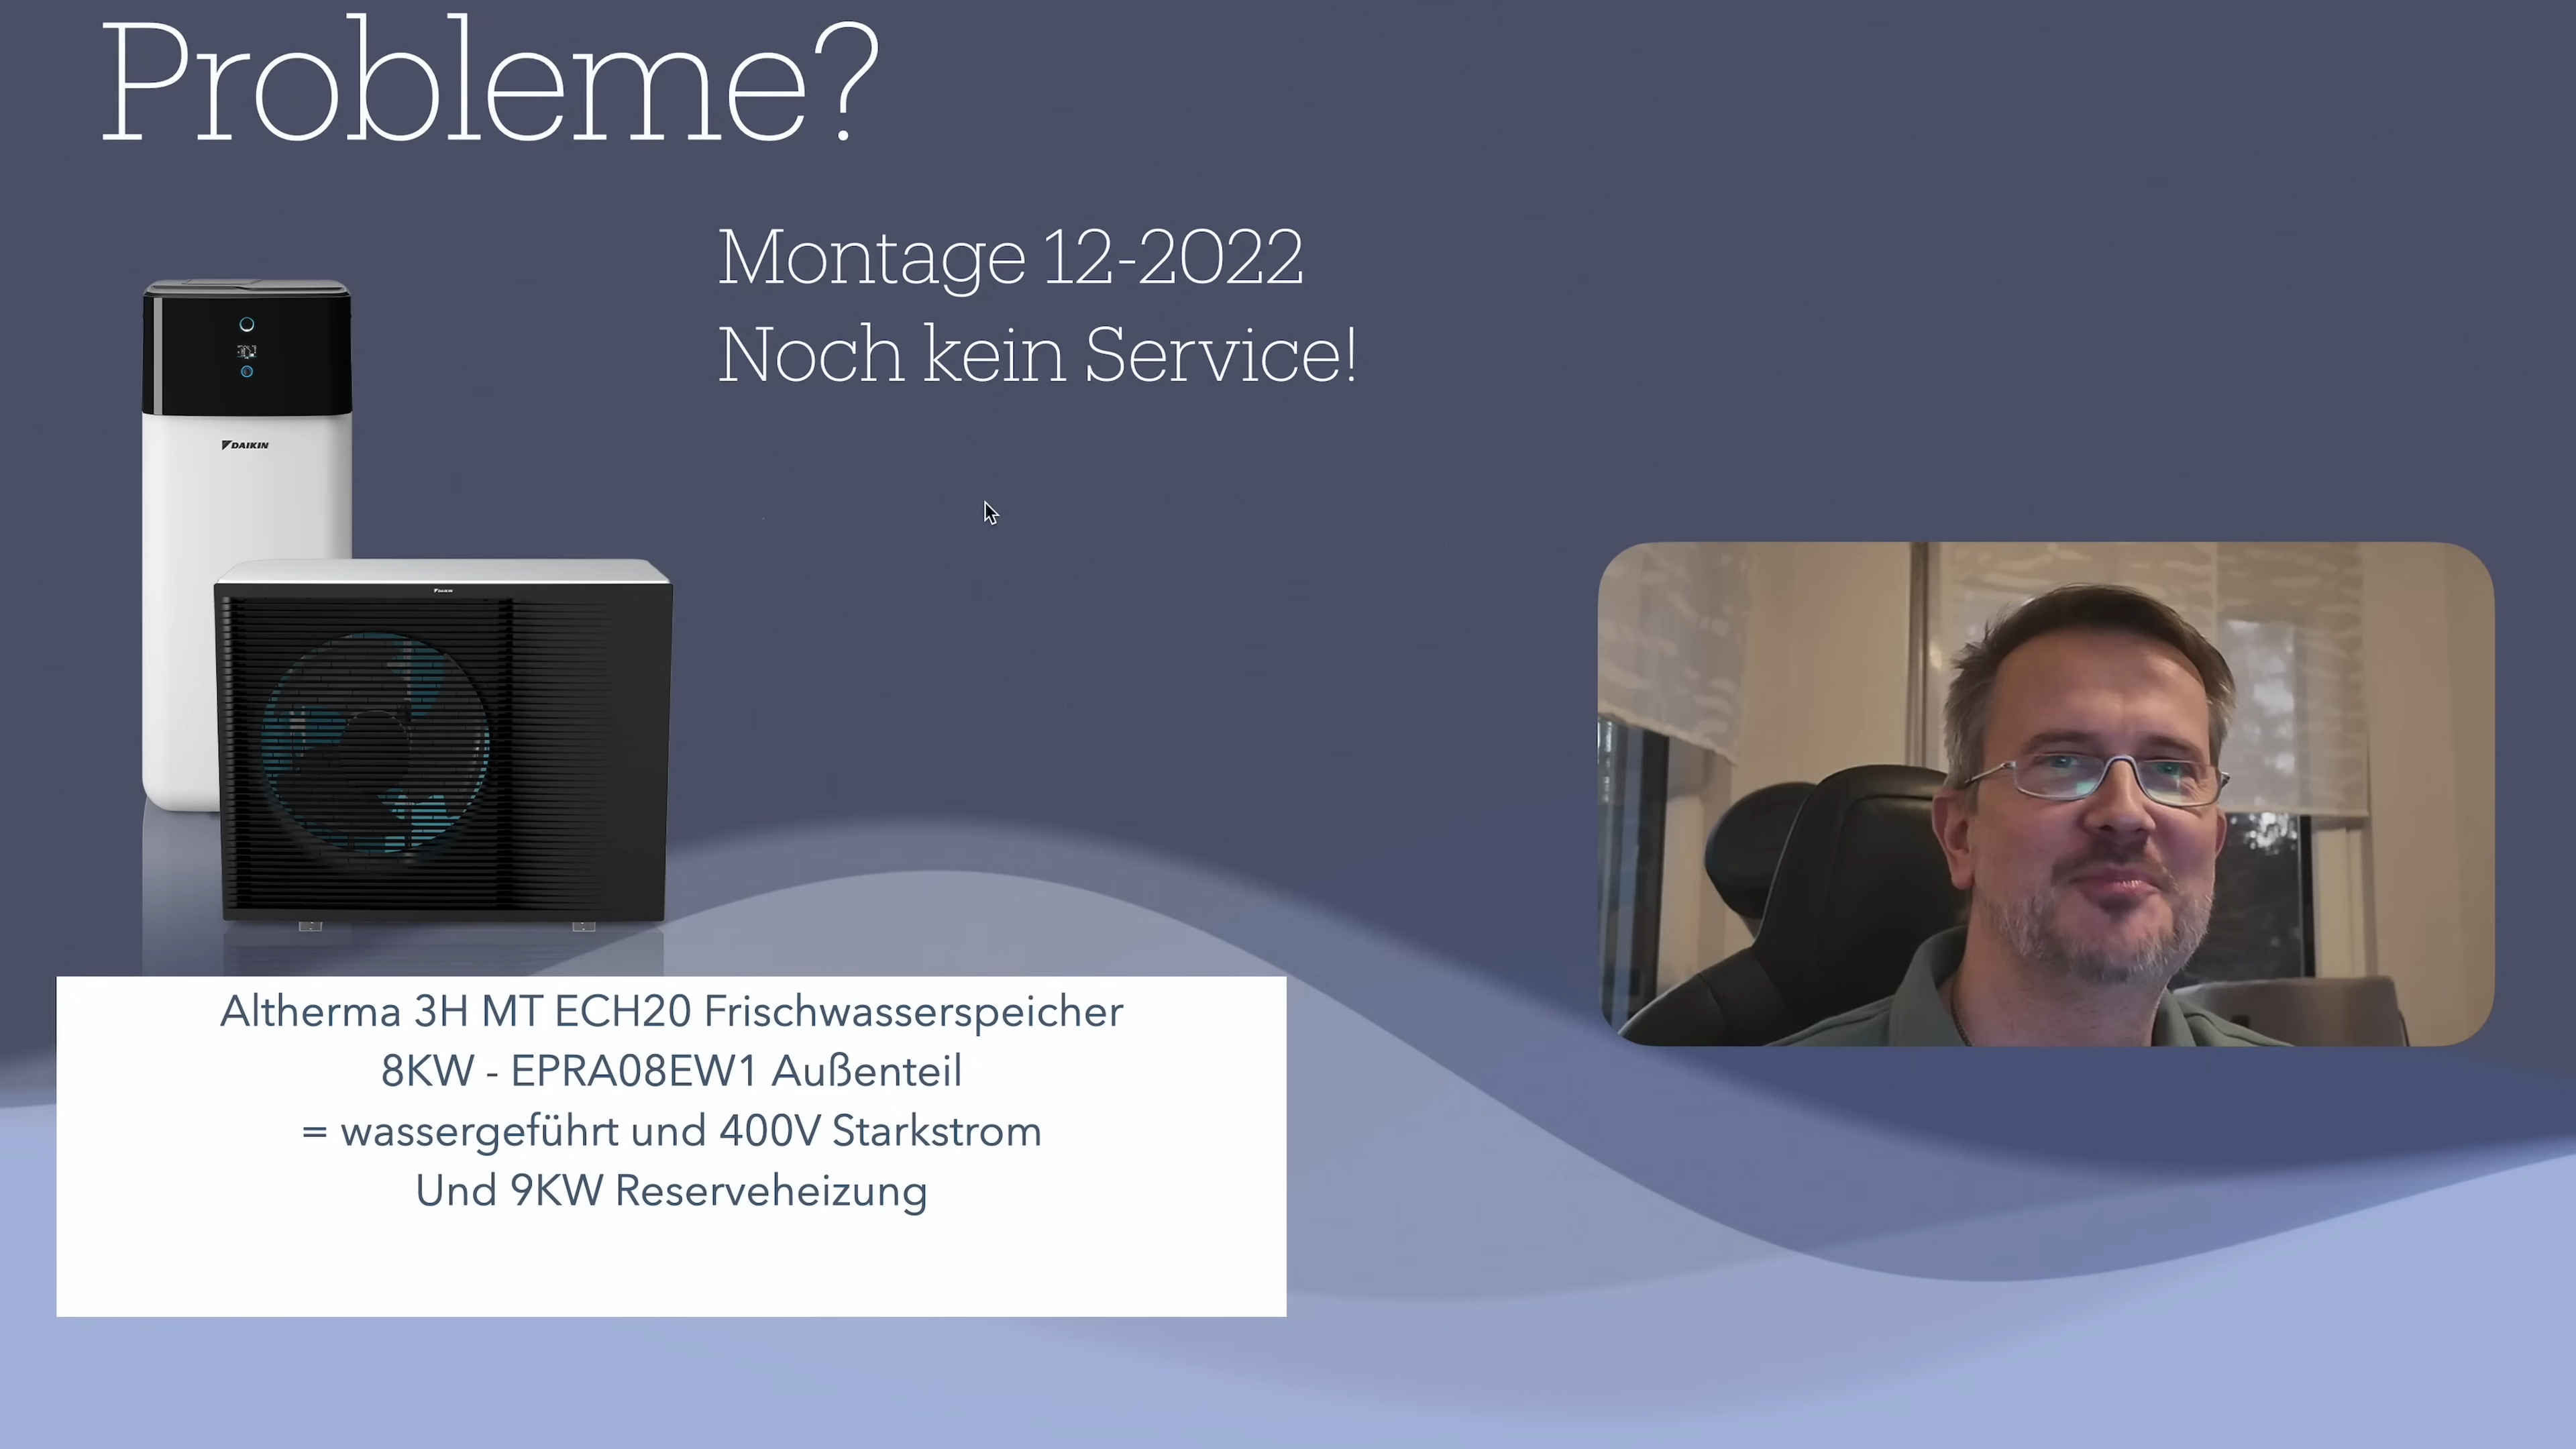 Probleme?
Montage 12-2022
Noch kein Service!
DAIKIN
DAIKIN
Altherma 3H MT ECH20 Frischwasserspeicher
8KW - EPRA08EW1 Außenteil
= wassergeführt und 400V Starkstrom
Und 9KW Reserveheizung